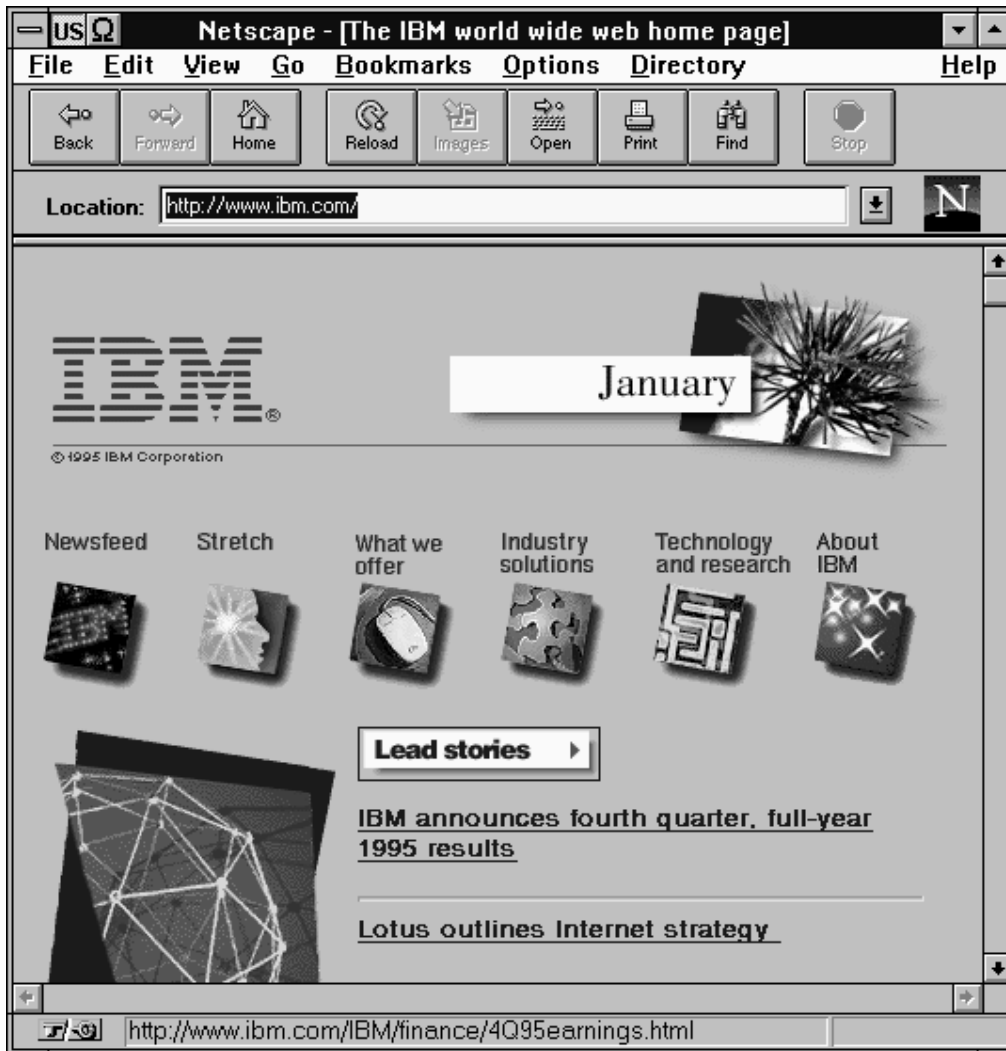 US Ω Netscape - [The IBM world wide web home page]
File Edit View Go Bookmarks Options Directory Help
Back Forward Home Reload Images Open Print Find Stop
Location: http://www.ibm.com/ N
January
IBM®
© 1995 IBM Corporation
Newsfeed
Stretch
What we
offer
Industry
solutions
Technology
and research
About
IBM
Lead stories
IBM announces fourth quarter, full-year
1995 results
Lotus outlines Internet strategy
http://www.ibm.com/IBM/finance/4Q95earnings.html